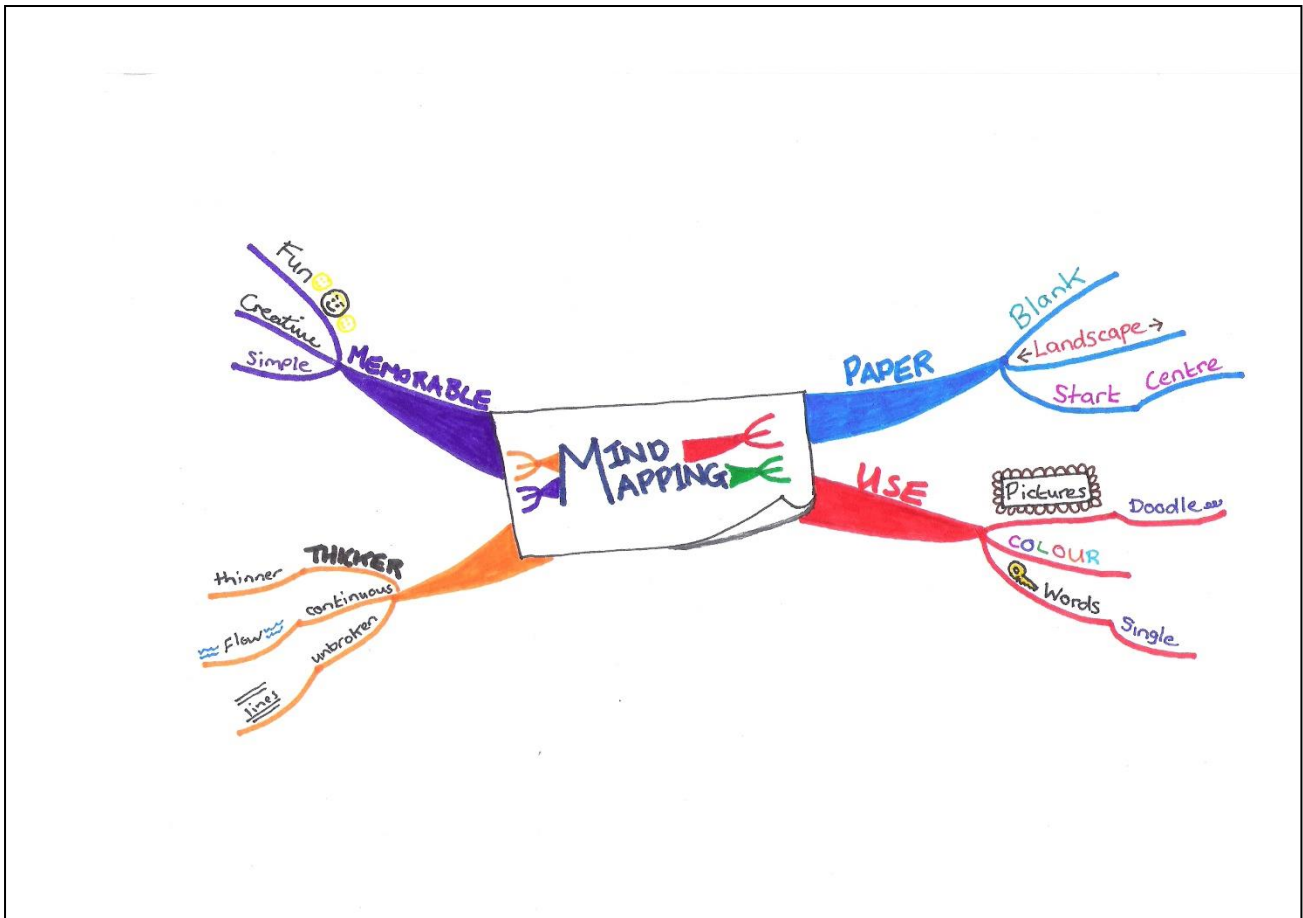 MIND
MAPPING
PAPER
Blank
←Landscape→
Start Centre
USE
Pictures
Doodle
COLOUR
Words
Single
MEMORABLE
Fun
Creative
Simple
THICKER
thinner
continuous
Flow
unbroken
lines